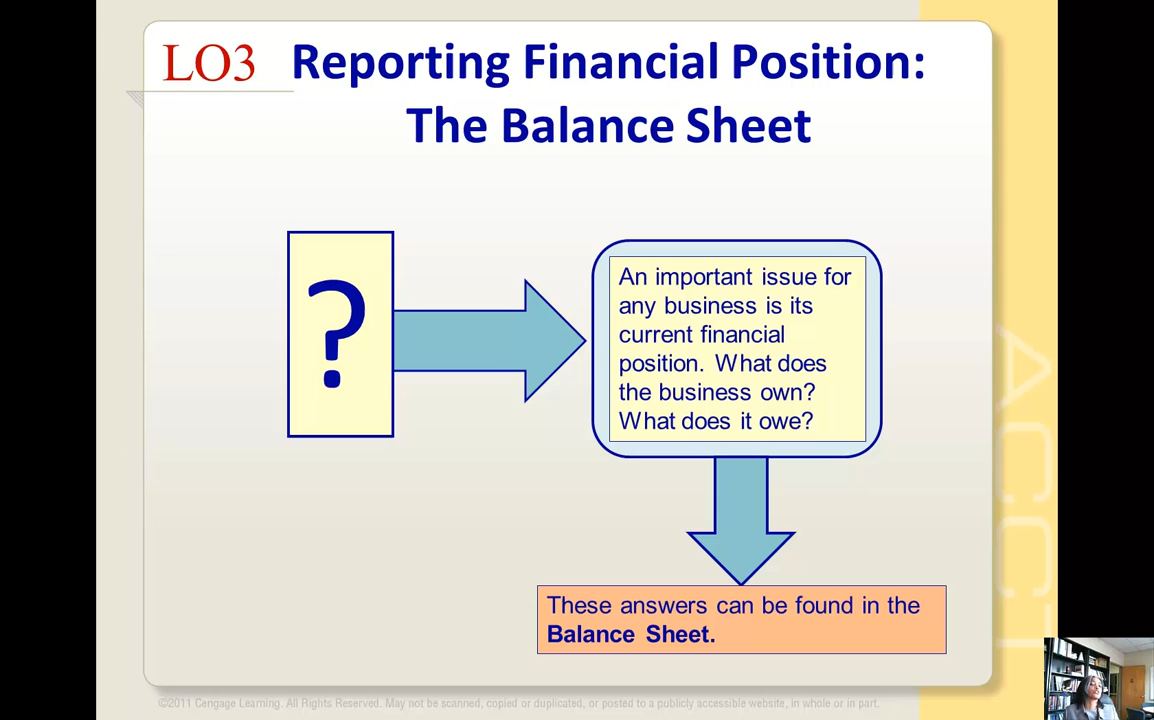 LO3 Reporting Financial Position:
The Balance Sheet
?
An important issue for
any business is its
current financial
position. What does
the business own?
What does it owe?
These answers can be found in the
Balance Sheet.
ACCT
©2011 Cengage Learning. All Rights Reserved. May not be scanned, copied or duplicated, or posted to a publicly accessible website, in whole or in part.